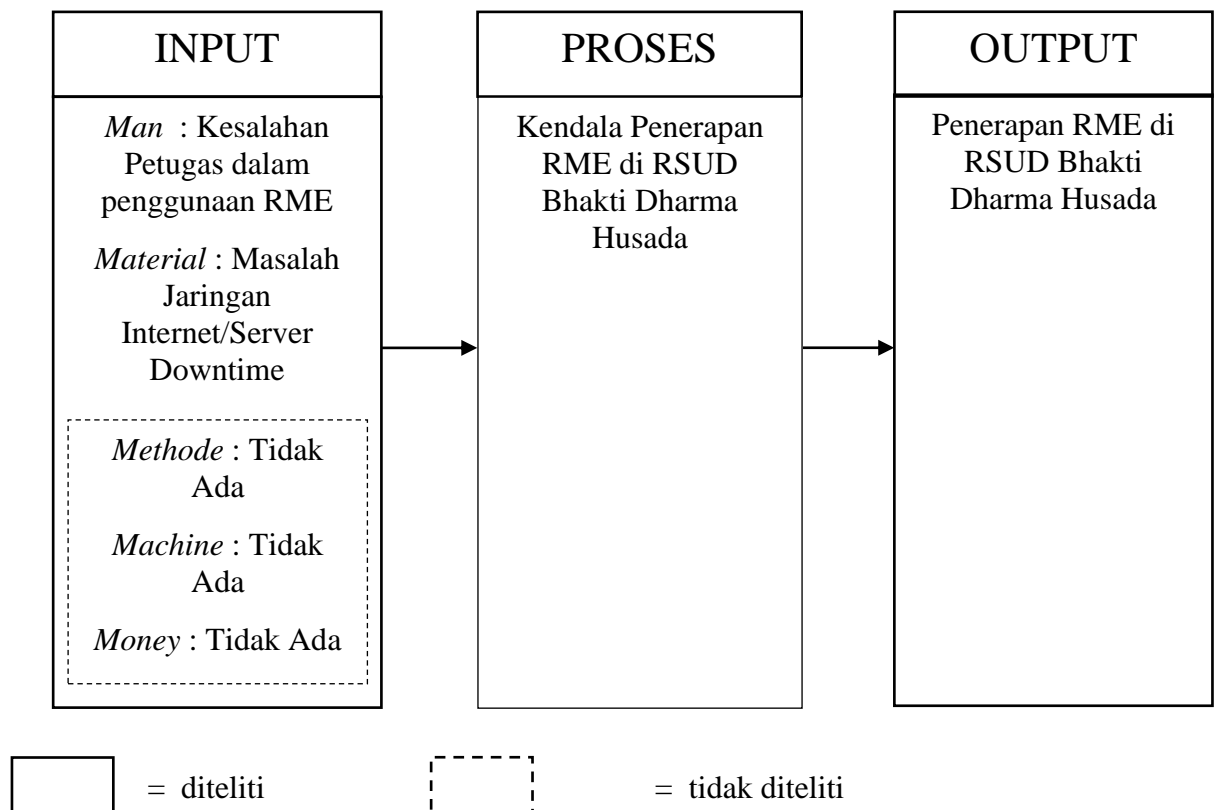 INPUT
Man : Kesalahan
Petugas dalam
penggunaan RME
Material : Masalah
Jaringan
Internet/Server
Downtime
Methode : Tidak
Ada
Machine : Tidak
Ada
Money : Tidak Ada
PROSES
Kendala Penerapan
RME di RSUD
Bhakti Dharma
Husada
OUTPUT
Penerapan RME di
RSUD Bhakti
Dharma Husada
= diteliti
= tidak diteliti